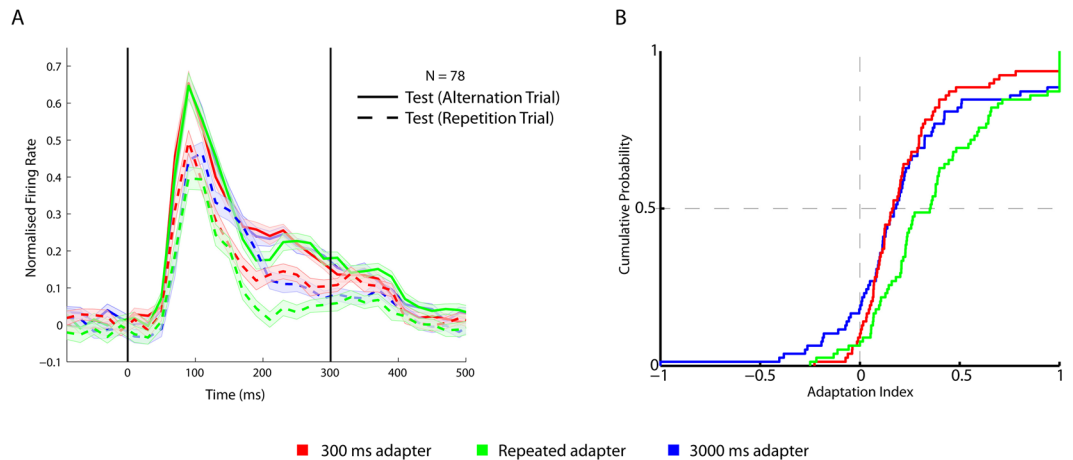 A
B
N = 78
Test (Alternation Trial)
Test (Repetition Trial)
Normalised Firing Rate
0.7
0.6
0.5
0.4
0.3
0.2
0.1
0
−0.1
0
100
200
300
400
500
Time (ms)
Cumulative Probability
1
0.5
0
−1
−0.5
0
0.5
1
Adaptation Index
300 ms adapter
Repeated adapter
3000 ms adapter